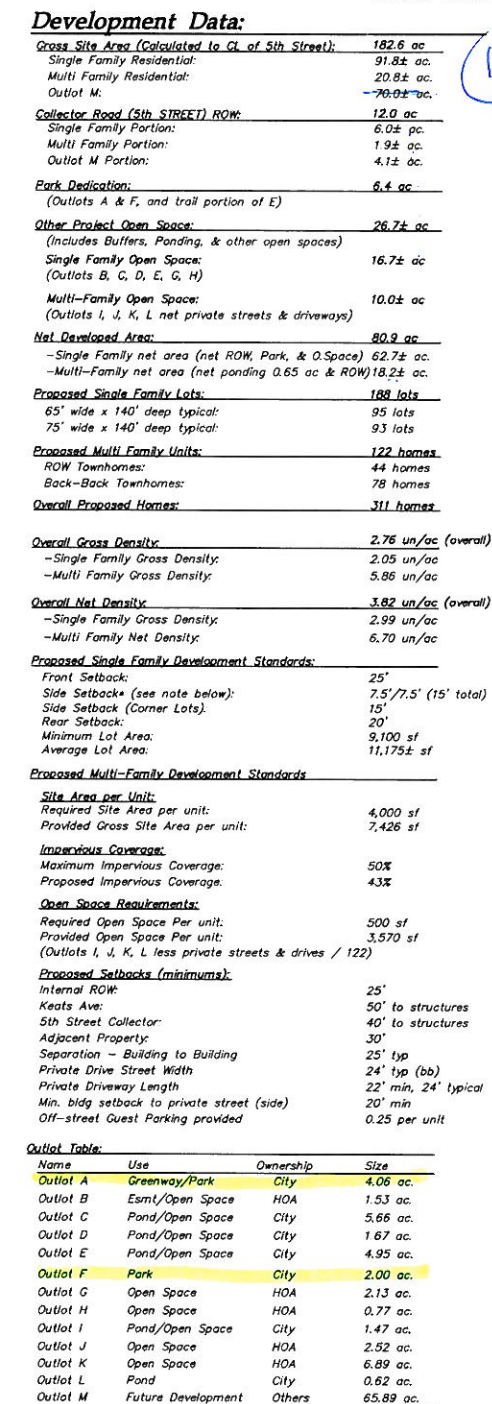 Development Data:
Gross Site Area (Calculated to CL of 5th Street): 182.6 ac
Single Family Residential: 91.8± ac.
Multi Family Residential: 20.8± ac.
Outlot M: 70.0± ac.
Collector Road (5th STREET) ROW: 12.0 ac
Single Family Portion: 6.0± ac.
Multi Family Portion: 1.9± ac.
Outlot M Portion: 4.1± ac.
Park Dedication: 6.4 ac
(Outlots A & F, and trail portion of E)
Other Project Open Space: 26.7± ac
(Includes Buffers, Ponding, & other open spaces)
Single Family Open Space: 16.7± ac
(Outlots B, C, D, E, G, H)
Multi-Family Open Space: 10.0± ac
(Outlots I, J, K, L net private streets & driveways)
Net Developed Area: 80.9 ac
-Single Family net area (net ROW, Park, & O.Space) 62.7± ac.
-Multi-Family net area (net ponding 0.65 ac & ROW) 18.2± ac.
Proposed Single Family Lots: 188 lots
65' wide x 140' deep typical: 95 lots
75' wide x 140' deep typical: 93 lots
Proposed Multi Family Units: 122 homes
ROW Townhomes: 44 homes
Back-Back Townhomes: 78 homes
Overall Proposed Homes: 311 homes
Overall Gross Density: 2.76 un/ac (overall)
-Single Family Gross Density: 2.05 un/ac
-Multi Family Gross Density: 5.86 un/ac
Overall Net Density: 3.82 un/ac (overall)
-Single Family Gross Density: 2.99 un/ac
-Multi Family Net Density: 6.70 un/ac
Proposed Single Family Development Standards:
Front Setback: 25'
Side Setback* (see note below): 7.5'/7.5' (15' total)
Side Setback (Corner Lots): 15'
Rear Setback: 20'
Minimum Lot Area: 9,100 sf
Average Lot Area: 11,175± sf
Proposed Multi-Family Development Standards
Site Area per Unit:
Required Site Area per unit: 4,000 sf
Provided Gross Site Area per unit: 7,426 sf
Impervious Coverage:
Maximum Impervious Coverage: 50%
Proposed Impervious Coverage: 43%
Open Space Requirements:
Required Open Space Per unit: 500 sf
Provided Open Space Per unit: 3,570 sf
(Outlots I, J, K, L less private streets & drives / 122)
Proposed Setbacks (minimums):
Internal ROW: 25'
Keats Ave: 50' to structures
5th Street Collector: 40' to structures
Adjacent Property: 30'
Separation - Building to Building 25' typ
Private Drive Street Width 24' typ (bb)
Private Driveway Length 22' min, 24' typical
Min. bldg setback to private street (side) 20' min
Off-street Guest Parking provided 0.25 per unit
Outlot Table:
Name Use Ownership Size
Outlot A Greenway/Park City 4.06 ac.
Outlot B Esmt/Open Space HOA 1.53 ac.
Outlot C Pond/Open Space City 5.66 ac.
Outlot D Pond/Open Space City 1.67 ac.
Outlot E Pond/Open Space City 4.95 ac.
Outlot F Park City 2.00 ac.
Outlot G Open Space HOA 2.13 ac.
Outlot H Open Space HOA 0.77 ac.
Outlot I Pond/Open Space City 1.47 ac.
Outlot J Open Space HOA 2.52 ac.
Outlot K Open Space HOA 6.89 ac.
Outlot L Pond City 0.62 ac.
Outlot M Future Development Others 65.89 ac.